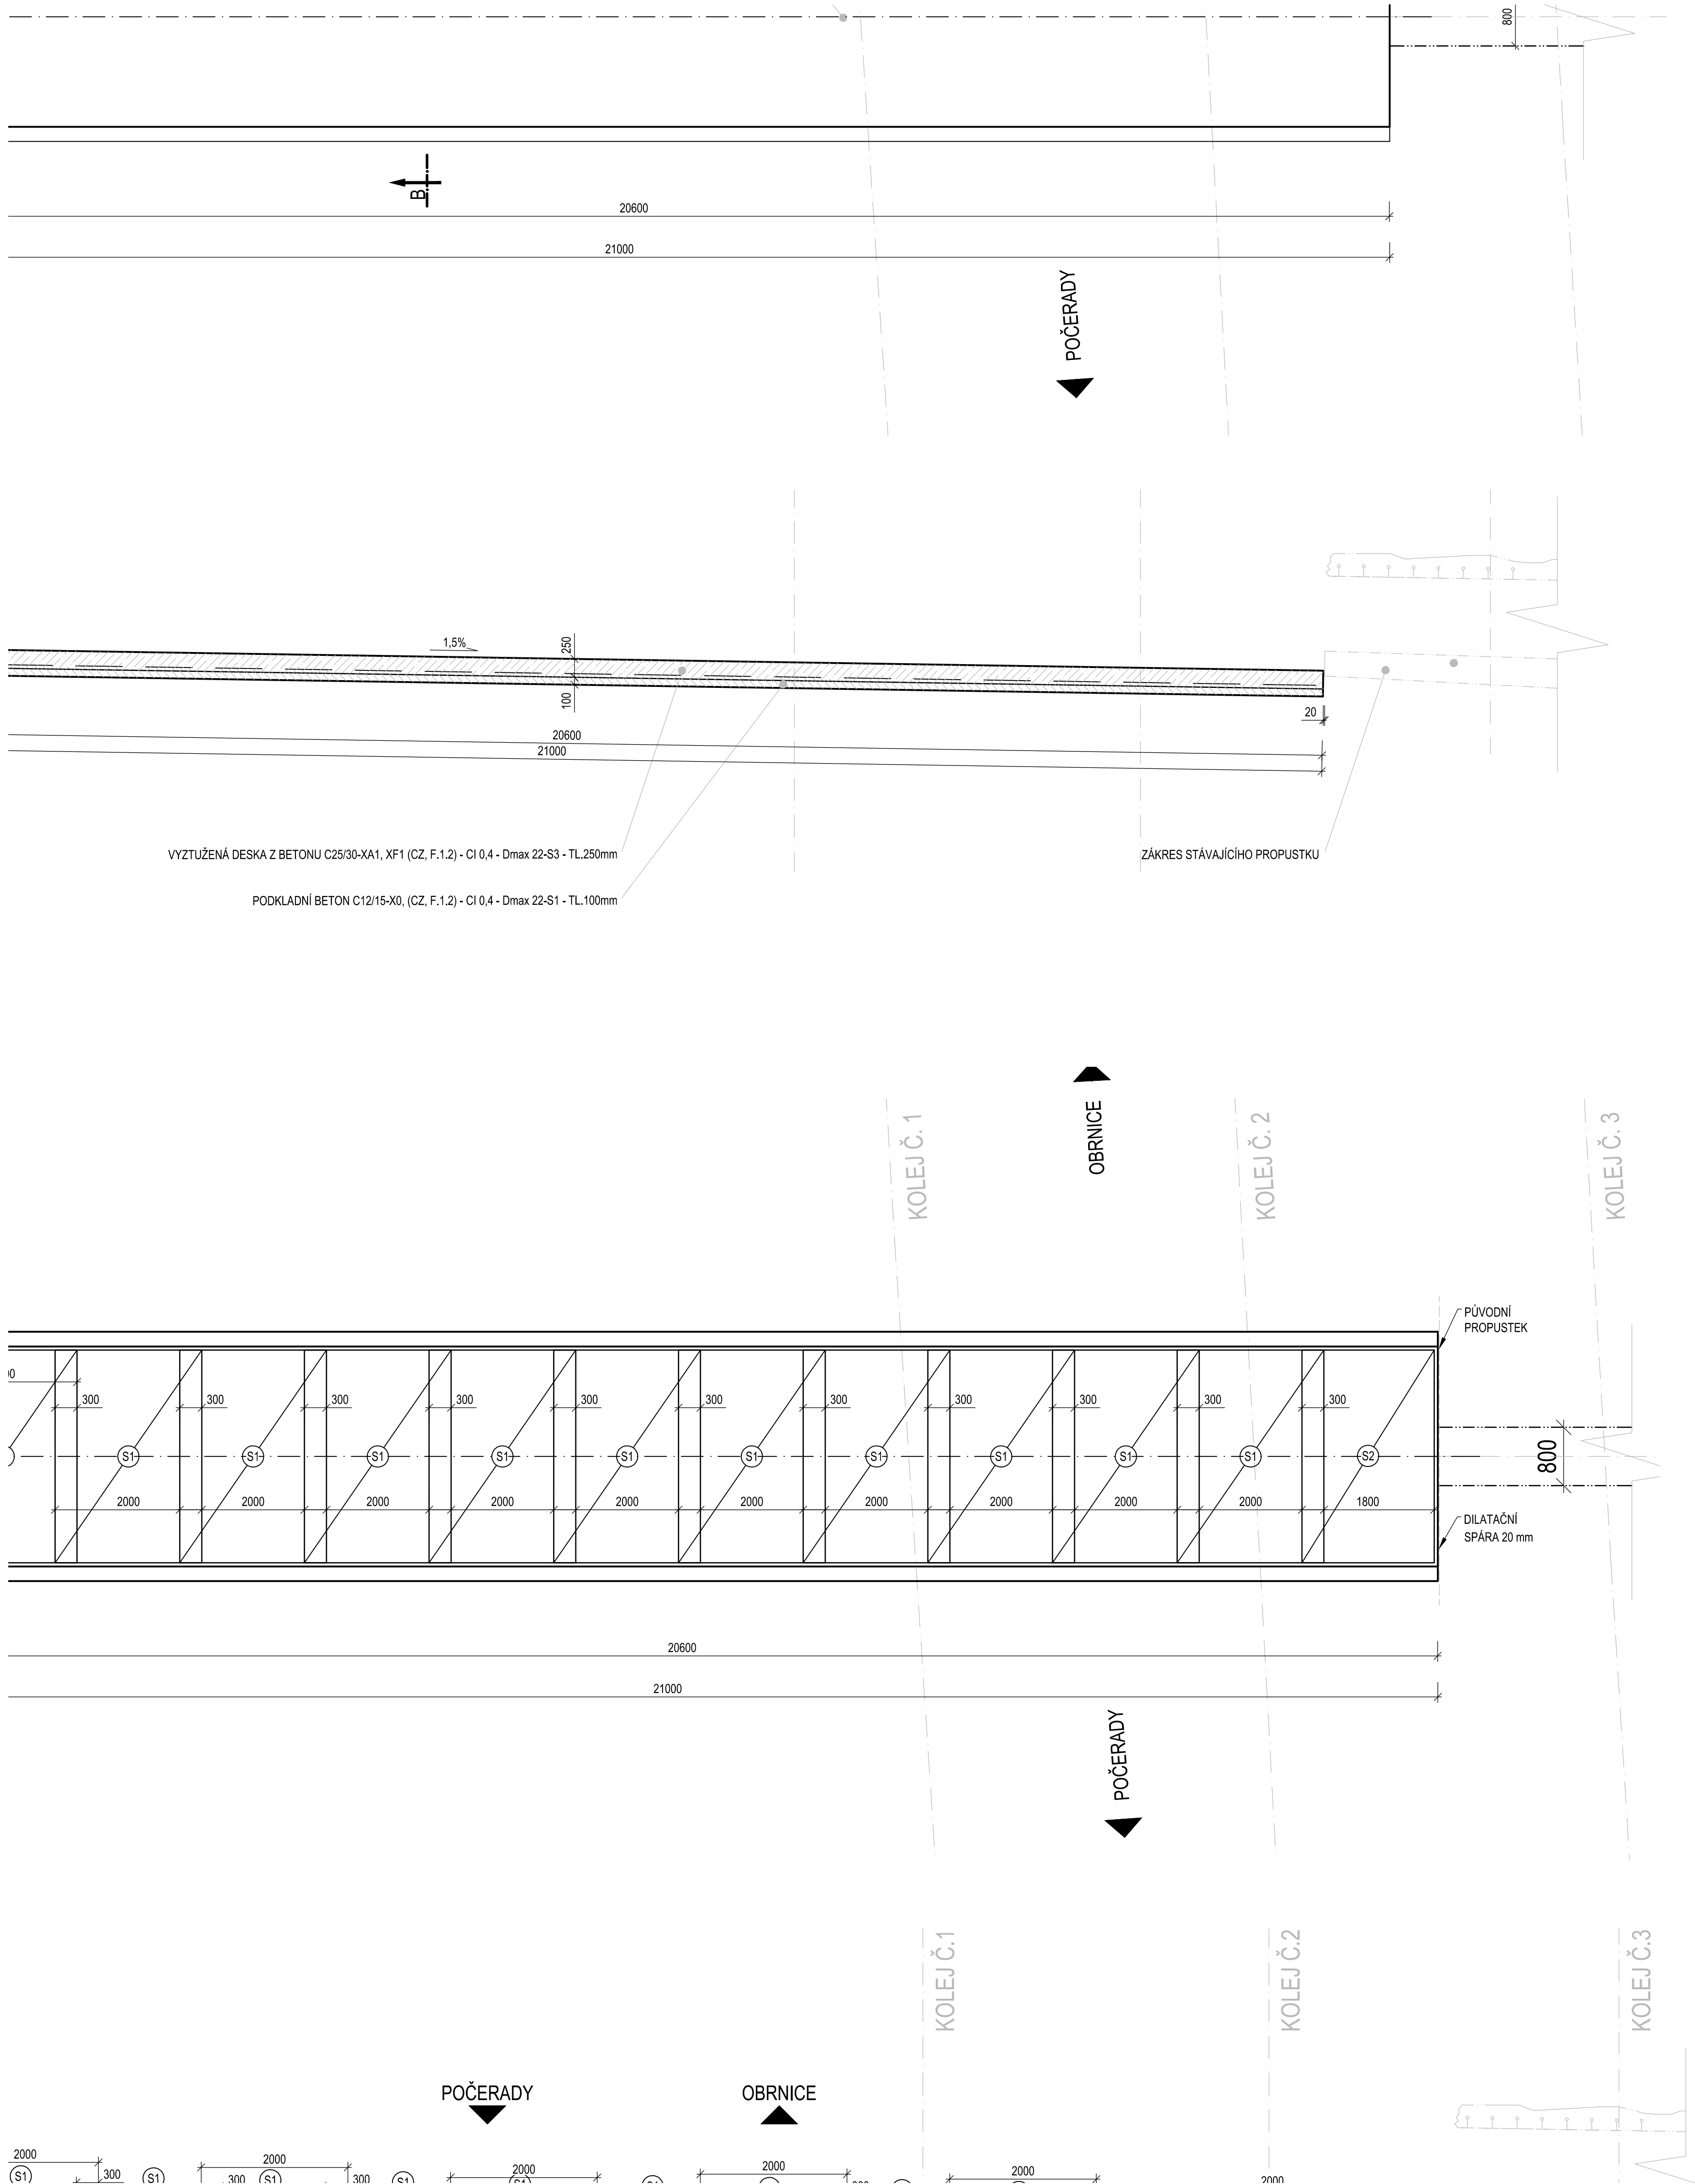 800
B
20600
21000
POČERADY
1,5%
250
100
20
20600
21000
VYZTUŽENÁ DESKA Z BETONU C25/30-XA1, XF1 (CZ, F.1.2) - Cl 0,4 - Dmax 22-S3 - TL.250mm
ZÁKRES STÁVAJÍCÍHO PROPUSTKU
PODKLADNÍ BETON C12/15-X0, (CZ, F.1.2) - Cl 0,4 - Dmax 22-S1 - TL.100mm
OBRNICE
KOLEJ Č. 1
KOLEJ Č. 2
KOLEJ Č. 3
PŮVODNÍ
PROPUSTEK
300 300 300 300 300 300 300 300 300 300 300
S1 S1 S1 S1 S1 S1 S1 S1 S1 S1 S2
800
2000 2000 2000 2000 2000 2000 2000 2000 2000 2000 1800
DILATAČNÍ
SPÁRA 20 mm
20600
21000
POČERADY
KOLEJ Č.1
KOLEJ Č.2
KOLEJ Č.3
POČERADY
OBRNICE
2000 2000 2000 2000 2000 2000
S1 300 S1 300 S1 300 S1 S1